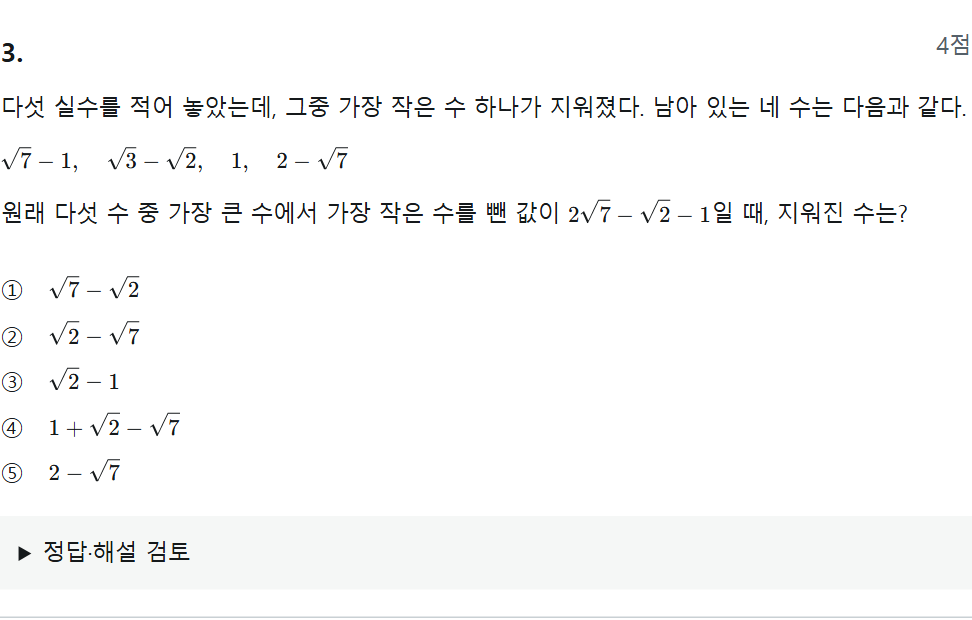 3.
4점
다섯 실수를 적어 놓았는데, 그중 가장 작은 수 하나가 지워졌다. 남아 있는 네 수는 다음과 같다.
√7 − 1, √3 − √2, 1, 2 − √7
원래 다섯 수 중 가장 큰 수에서 가장 작은 수를 뺀 값이 2√7 − √2 − 1일 때, 지워진 수는?
① √7 − √2
② √2 − √7
③ √2 − 1
④ 1 + √2 − √7
⑤ 2 − √7
▶ 정답·해설 검토